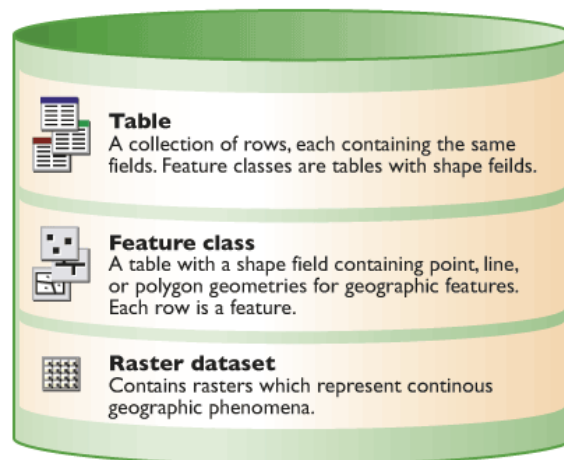 Table
A collection of rows, each containing the same
fields. Feature classes are tables with shape feilds.
Feature class
A table with a shape field containing point, line,
or polygon geometries for geographic features.
Each row is a feature.
Raster dataset
Contains rasters which represent continous
geographic phenomena.